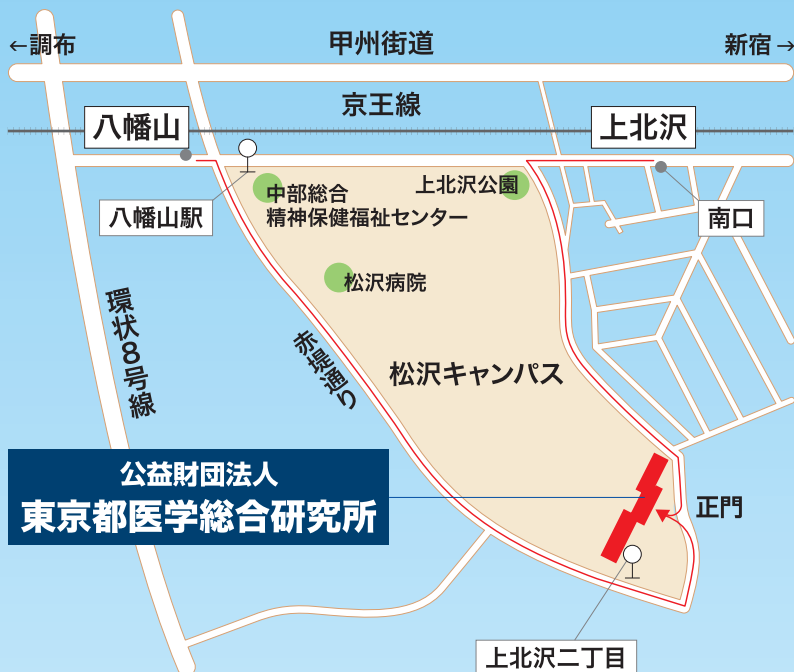 ←調布
甲州街道
新宿→
京王線
八幡山
上北沢
中部総合
精神保健福祉センター
上北沢公園
八幡山駅
南口
松沢病院
環状8号線
赤堤通り
松沢キャンパス
公益財団法人
東京都医学総合研究所
正門
上北沢二丁目